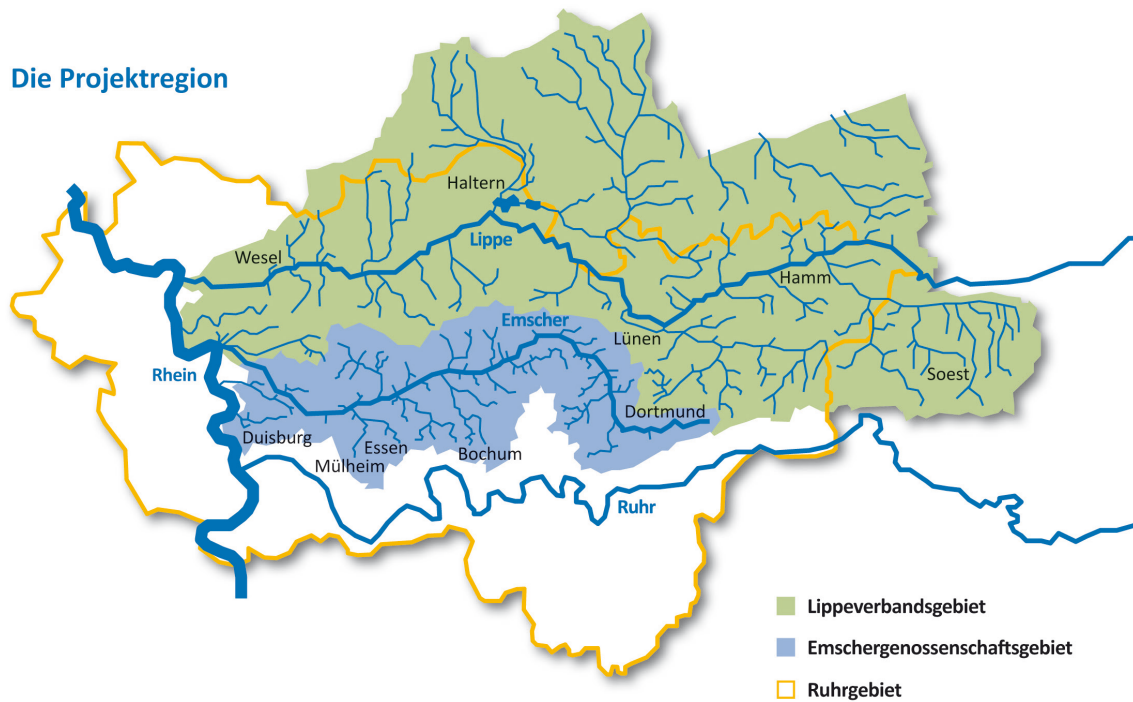 Die Projektregion
Haltern
Lippe
Wesel
Hamm
Emscher
Lünen
Rhein
Soest
Dortmund
Duisburg
Essen
Bochum
Mülheim
Ruhr
Lippeverbandsgebiet
Emschergenossenschaftsgebiet
Ruhrgebiet